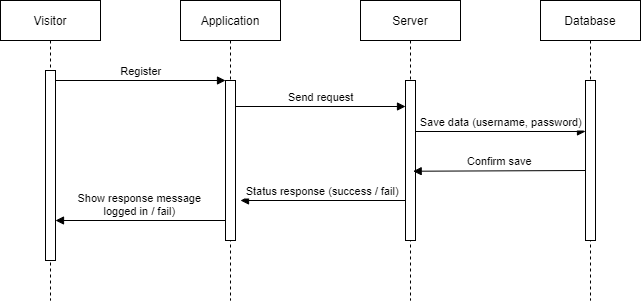 Visitor
Application
Server
Database
Register
Send request
Save data (username, password)
Confirm save
Status response (success / fail)
Show response message
logged in / fail)